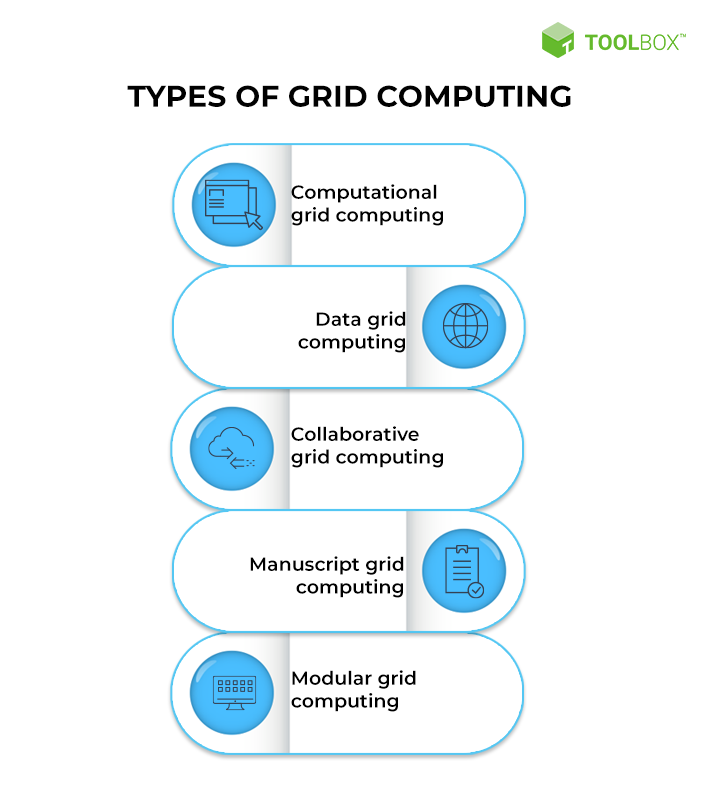 TOOLBOX™
TYPES OF GRID COMPUTING
Computational
grid computing
Data grid
computing
Collaborative
grid computing
Manuscript grid
computing
Modular grid
computing